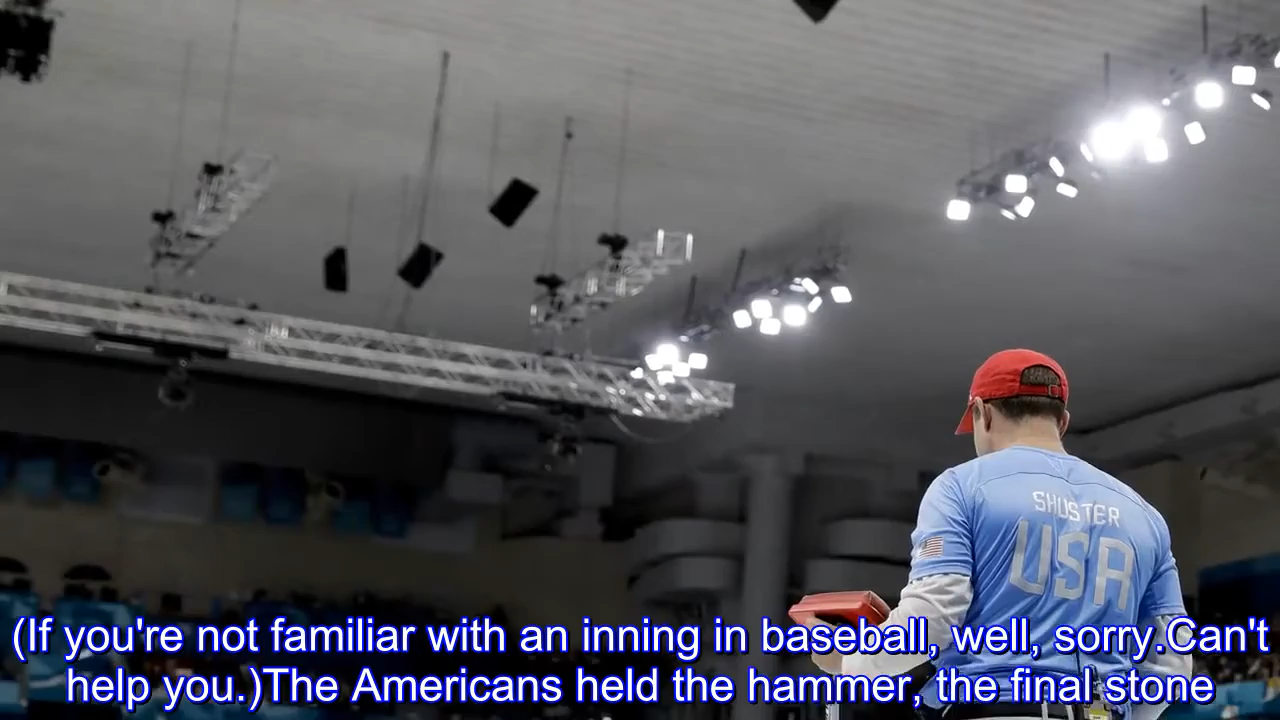 SHUSTER
USA
(If you're not familiar with an inning in baseball, well, sorry.Can't
help you.)The Americans held the hammer, the final stone